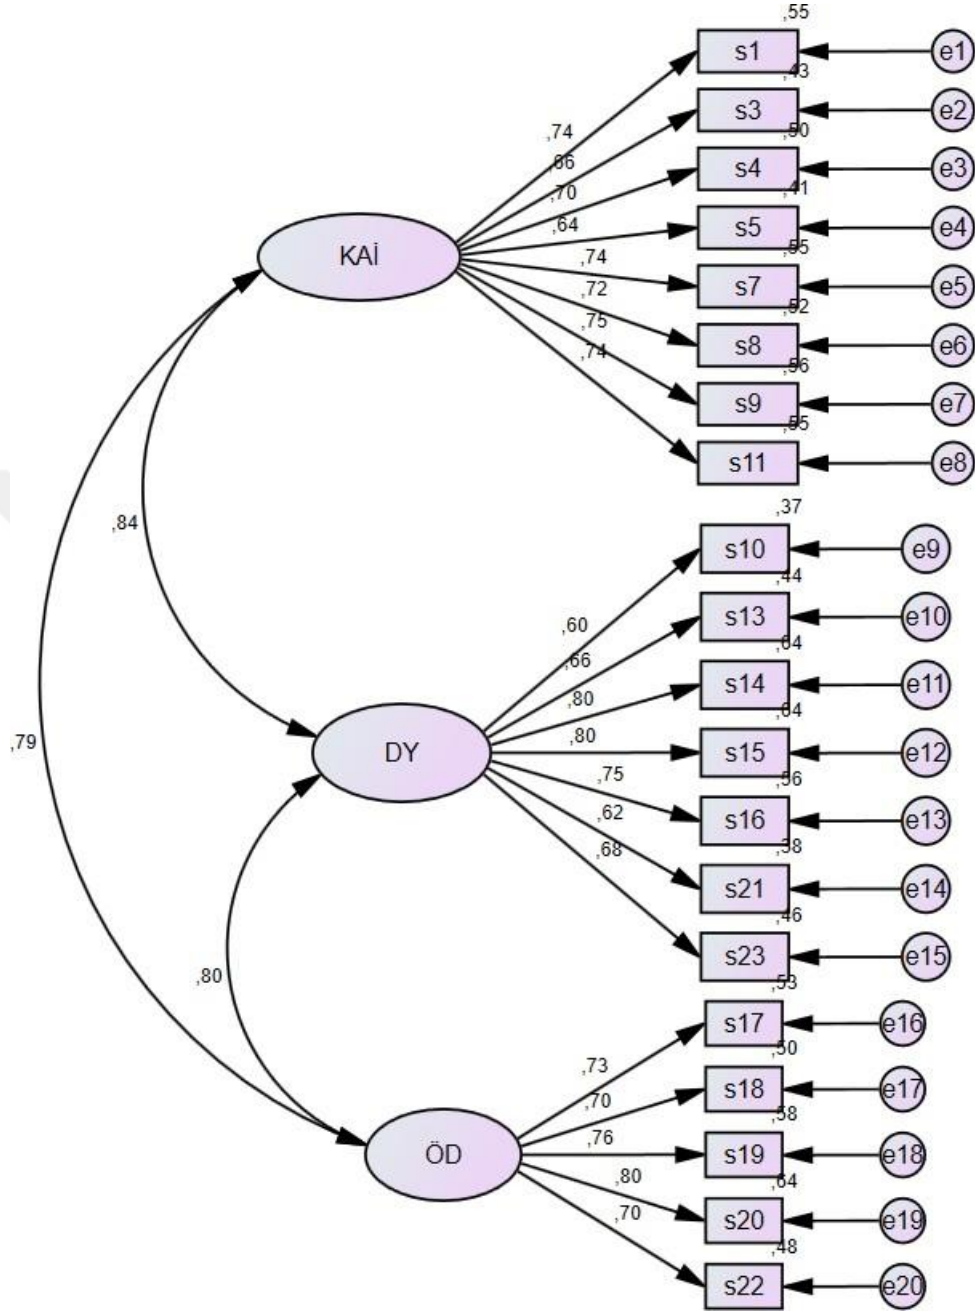 ,55
s1
e1
,43
s3
e2
,50
s4
e3
,41
s5
e4
,55
s7
e5
,52
s8
e6
,56
s9
e7
,55
s11
e8
,74
,66
,70
,64
,74
,72
,75
,74
KAİ
,84
,79
,37
s10
e9
,44
s13
e10
,64
s14
e11
,64
s15
e12
,56
s16
e13
,38
s21
e14
,46
s23
e15
,60
,66
,80
,80
,75
,62
,68
DY
,80
,53
s17
e16
,50
s18
e17
,58
s19
e18
,64
s20
e19
,48
s22
e20
,73
,70
,76
,80
,70
ÖD